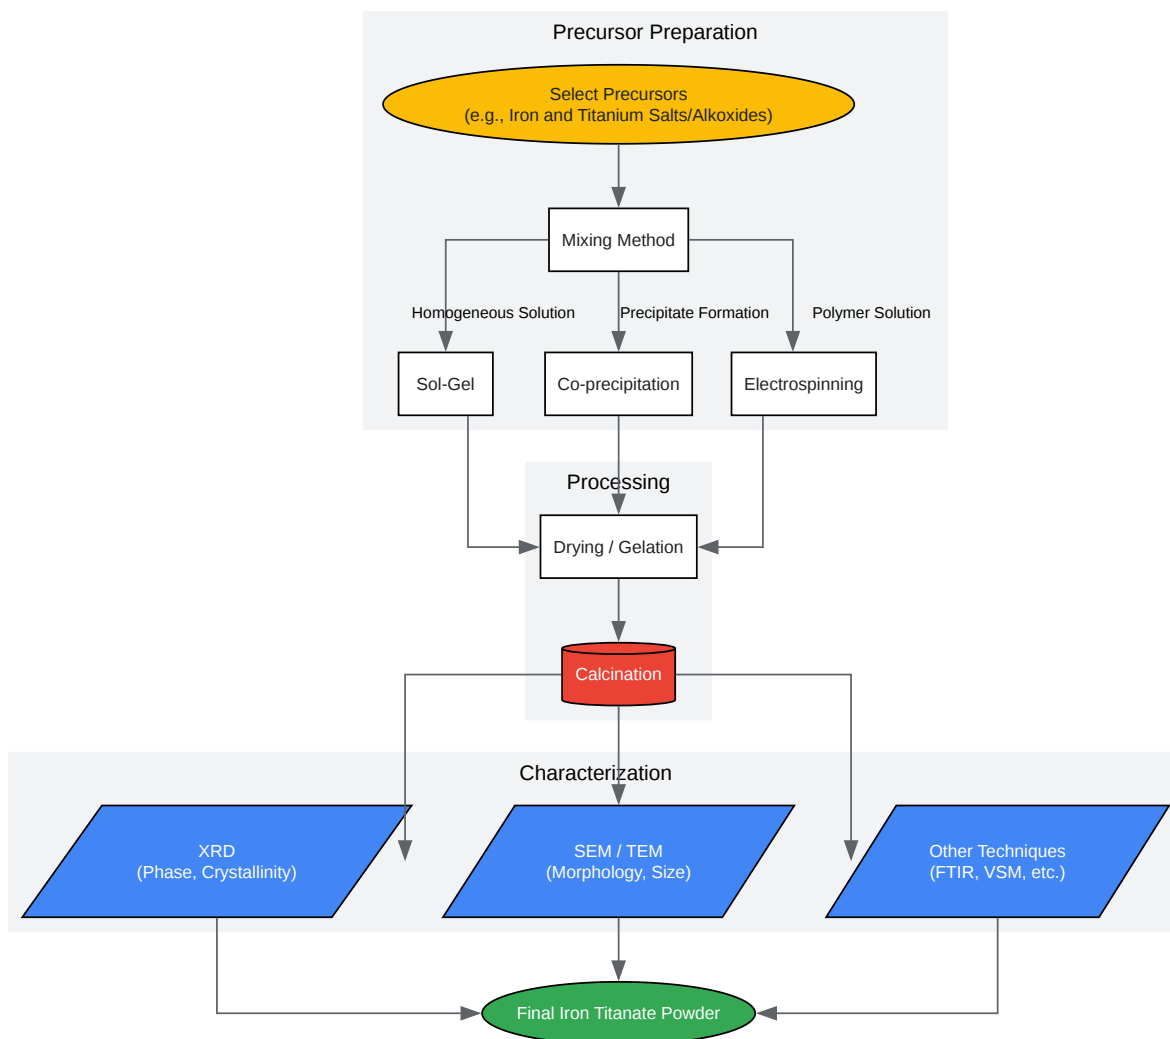 Precursor Preparation
Select Precursors
(e.g., Iron and Titanium Salts/Alkoxides)
Mixing Method
Homogeneous Solution
Precipitate Formation
Polymer Solution
Sol-Gel
Co-precipitation
Electrospinning
Processing
Drying / Gelation
Calcination
Characterization
XRD
(Phase, Crystallinity)
SEM / TEM
(Morphology, Size)
Other Techniques
(FTIR, VSM, etc.)
Final Iron Titanate Powder